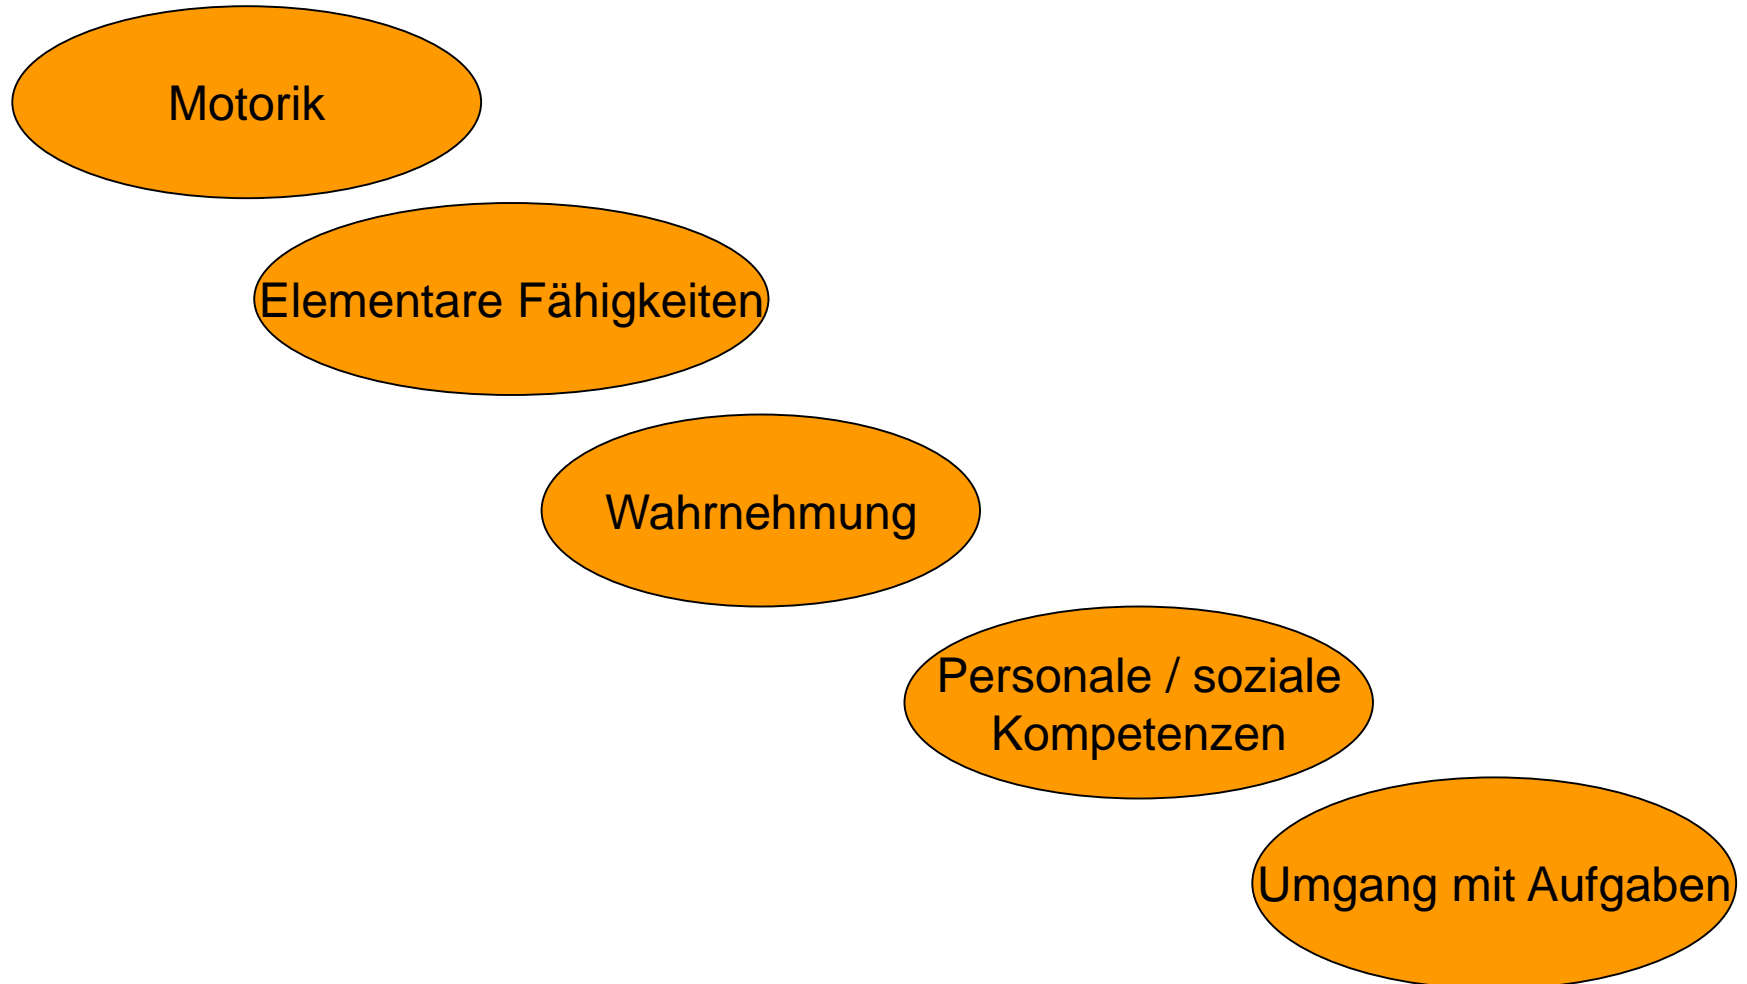 Motorik
Elementare Fähigkeiten
Wahrnehmung
Personale / soziale
Kompetenzen
Umgang mit Aufgaben